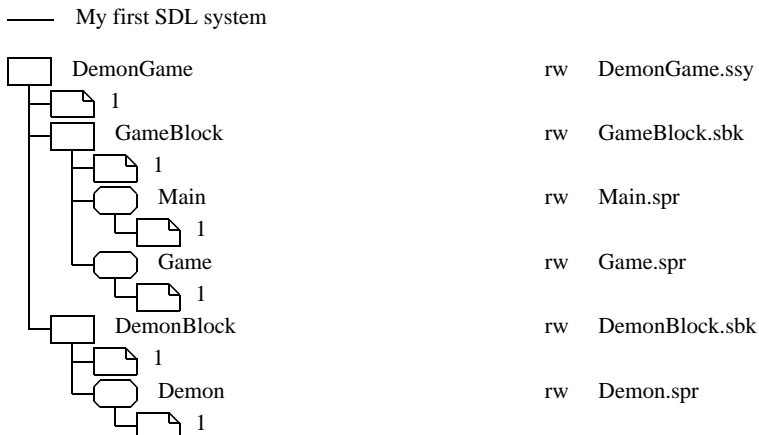 My first SDL system
DemonGame rw DemonGame.ssy
1
GameBlock rw GameBlock.sbk
1
Main rw Main.spr
1
Game rw Game.spr
1
DemonBlock rw DemonBlock.sbk
1
Demon rw Demon.spr
1